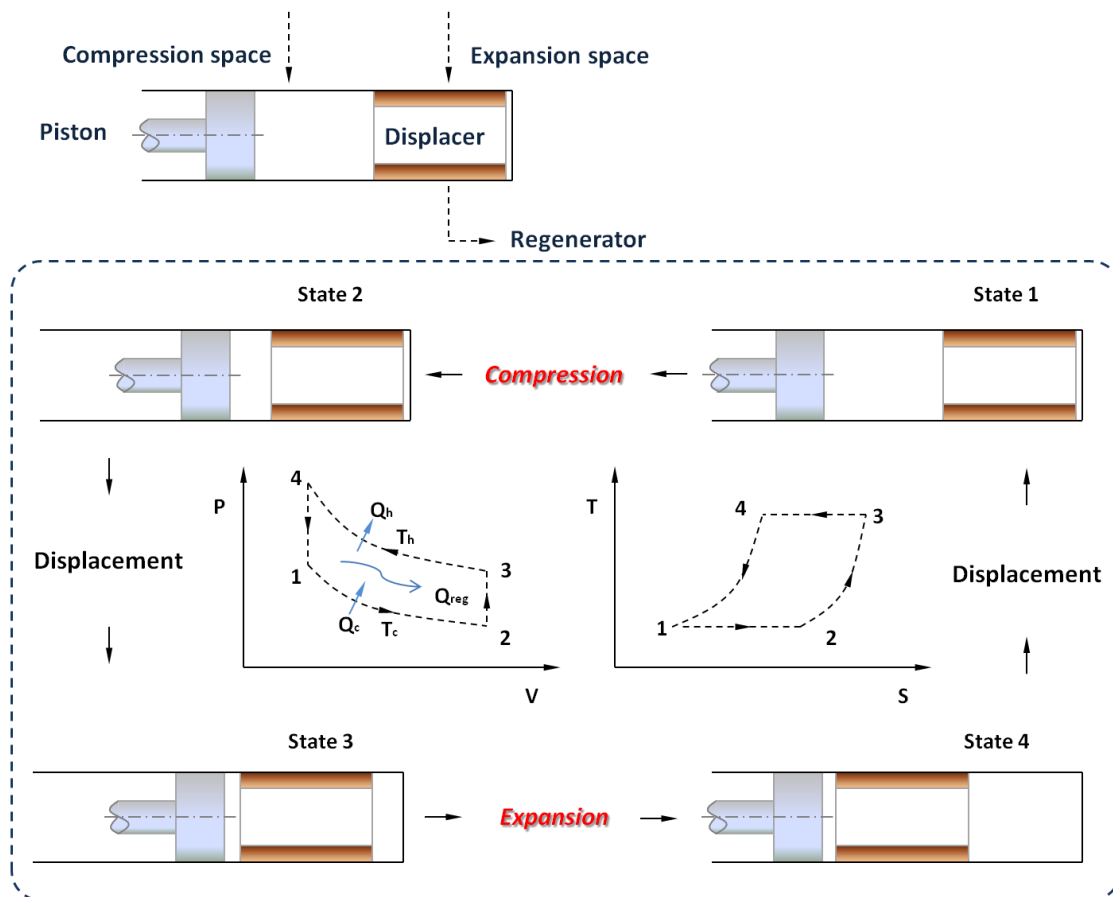 Compression space
Expansion space
Piston
Displacer
Regenerator
State 2
State 1
Compression
P
4
Qh
Th
1
3
Qreg
Qc
Tc
2
V
T
4
3
1
2
S
Displacement
Displacement
State 3
State 4
Expansion